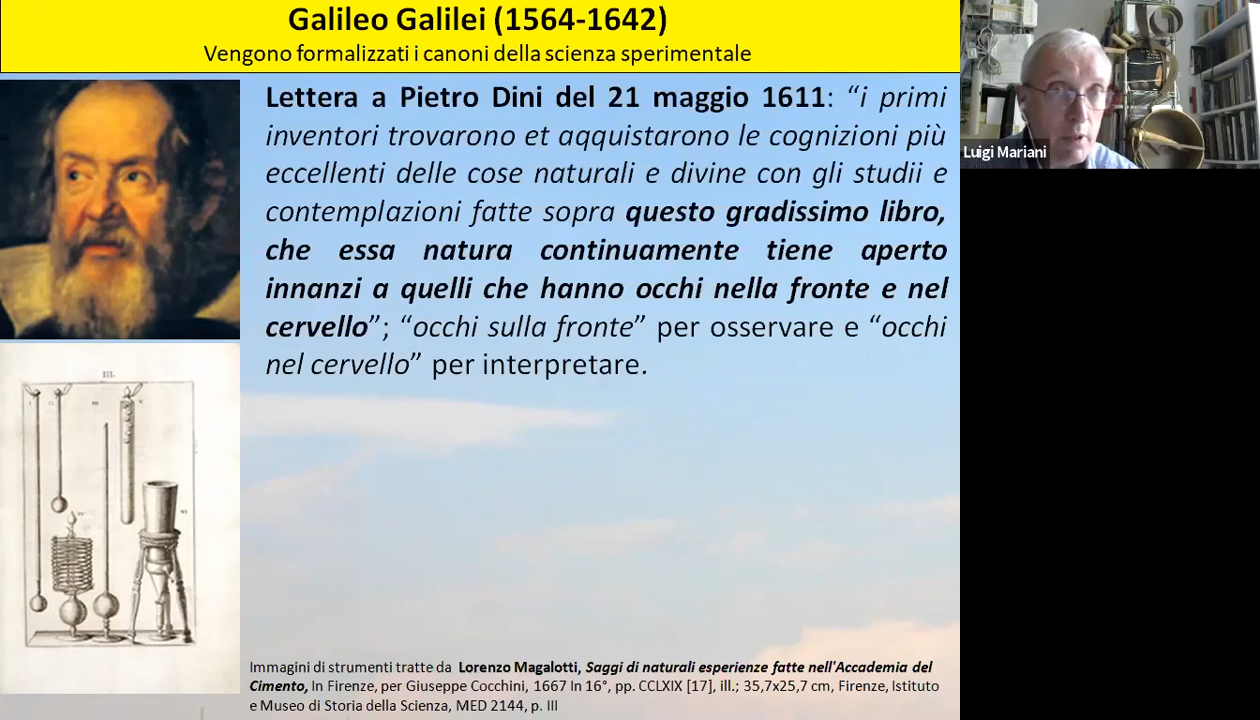 Galileo Galilei (1564-1642)
Vengono formalizzati i canoni della scienza sperimentale
Lettera a Pietro Dini del 21 maggio 1611: “i primi
inventori trovarono et aqquistarono le cognizioni più
eccellenti delle cose naturali e divine con gli studii e
contemplazioni fatte sopra questo gradissimo libro,
che essa natura continuamente tiene aperto
innanzi a quelli che hanno occhi nella fronte e nel
cervello”; “occhi sulla fronte” per osservare e “occhi
nel cervello” per interpretare.
Luigi Mariani
III.
Immagini di strumenti tratte da Lorenzo Magalotti, Saggi di naturali esperienze fatte nell'Accademia del
Cimento, In Firenze, per Giuseppe Cocchini, 1667 In 16°, pp. CCLXIX [17], ill.; 35,7x25,7 cm, Firenze, Istituto
e Museo di Storia della Scienza, MED 2144, p. III